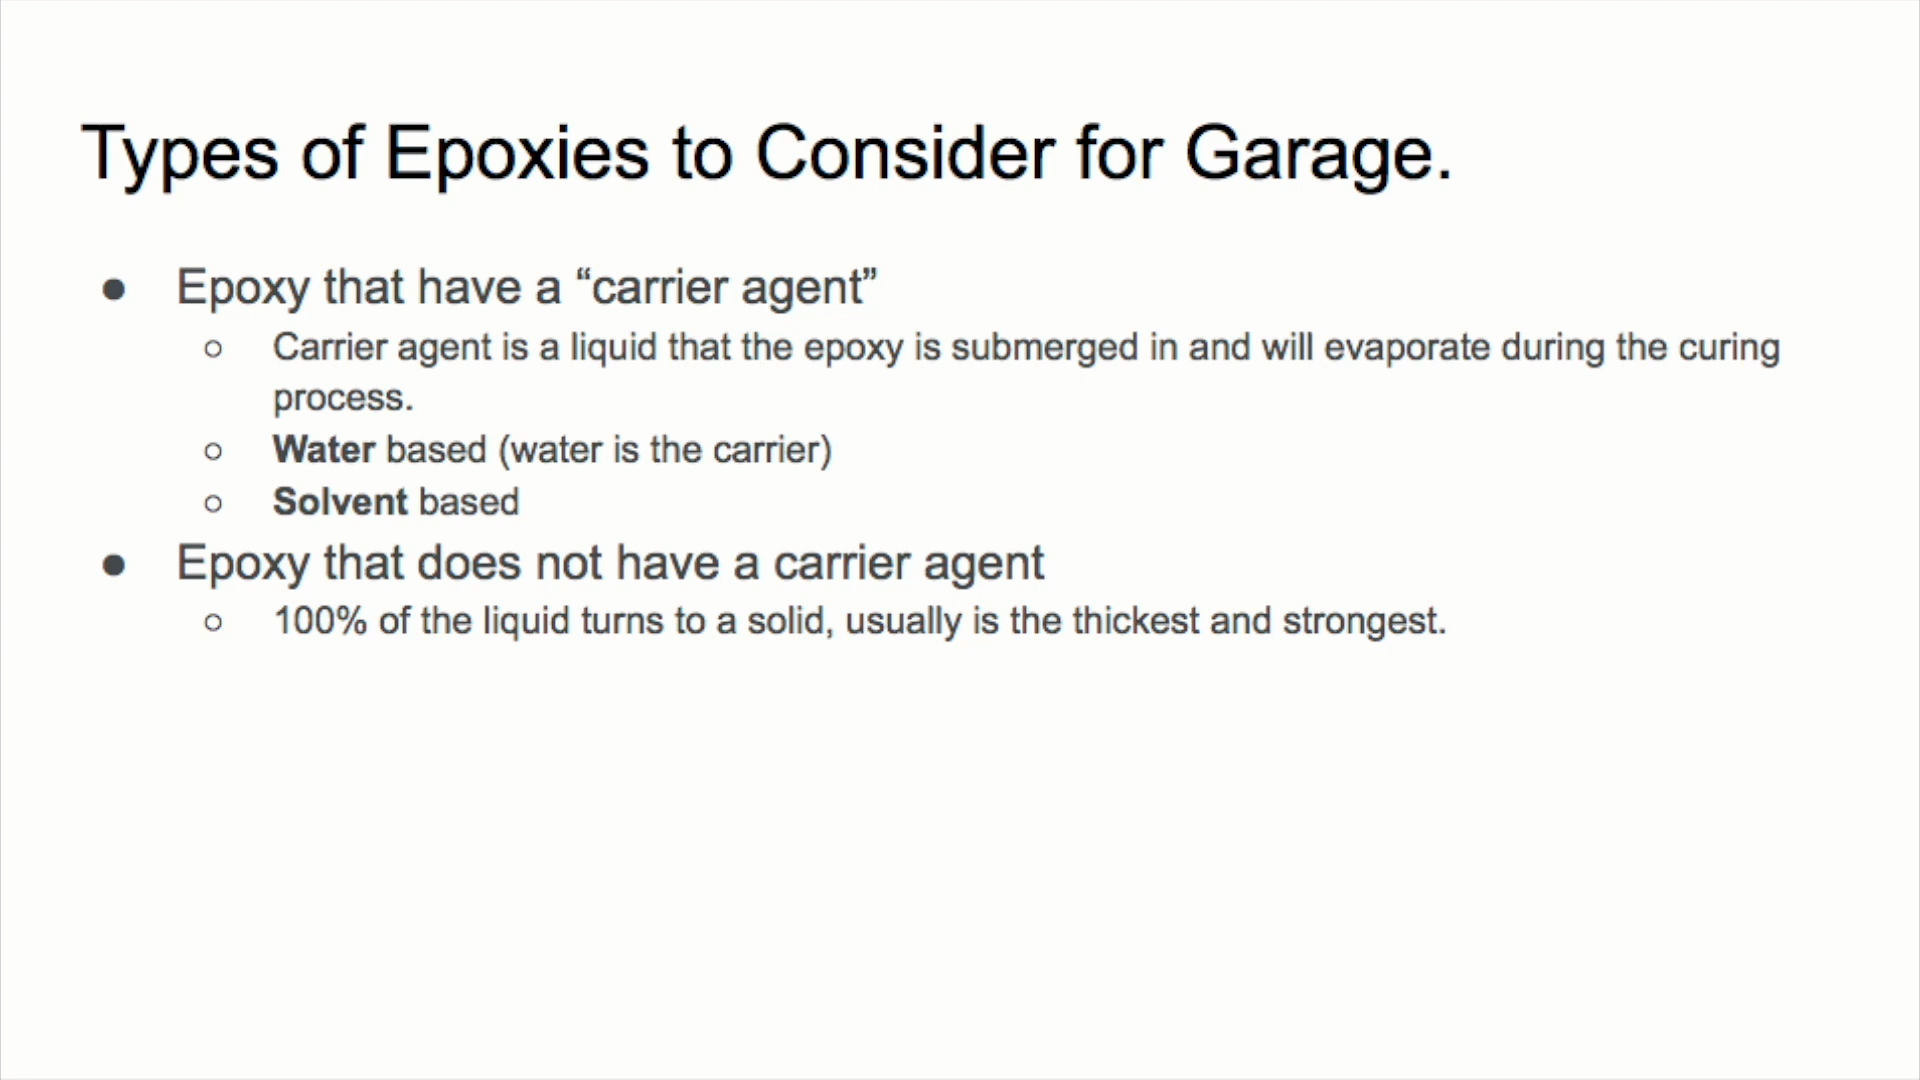 Types of Epoxies to Consider for Garage.
● Epoxy that have a “carrier agent”
○ Carrier agent is a liquid that the epoxy is submerged in and will evaporate during the curing
process.
○ Water based (water is the carrier)
○ Solvent based
● Epoxy that does not have a carrier agent
○ 100% of the liquid turns to a solid, usually is the thickest and strongest.